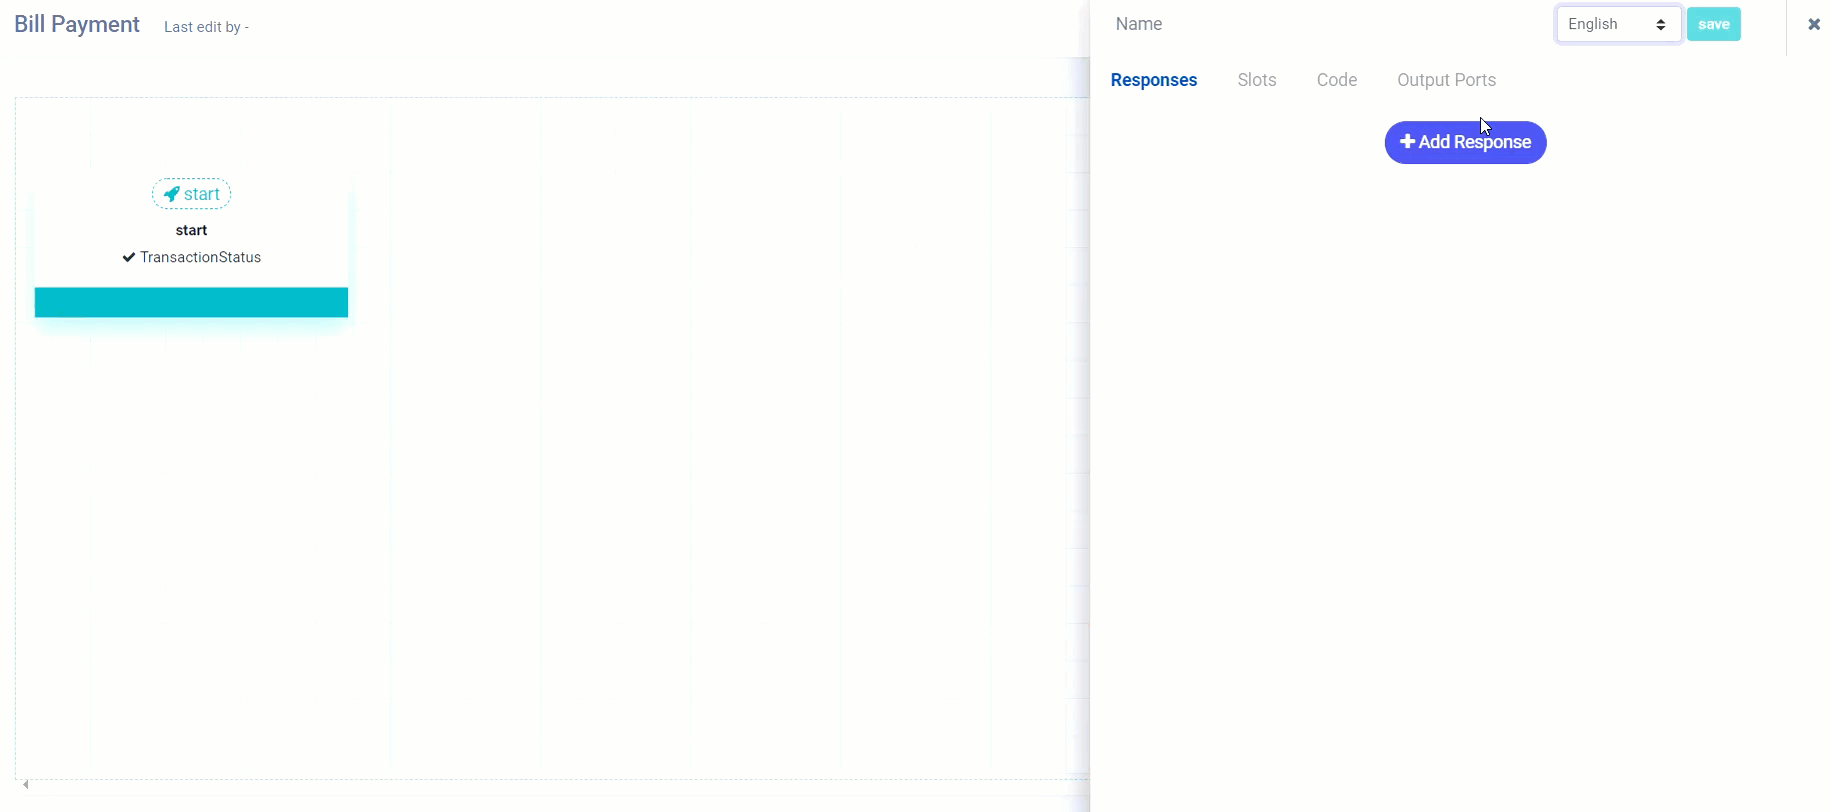 Bill Payment Last edit by -
Name English save
Responses Slots Code Output Ports
Add Response
start
start
TransactionStatus